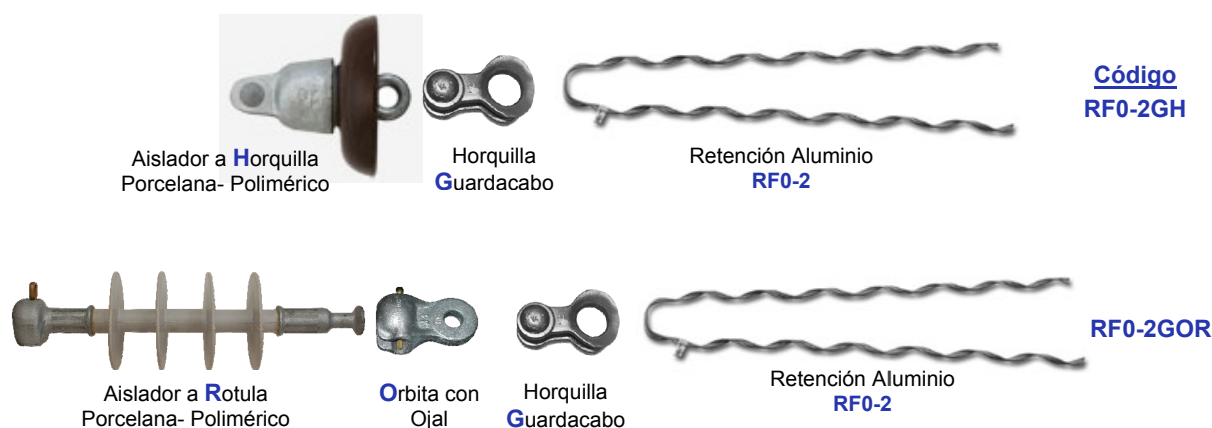 Código
RF0-2GH
Aislador a Horquilla
Porcelana- Polimérico
Horquilla
Guardacabo
Retención Aluminio
RF0-2
RF0-2GOR
Aislador a Rotula
Porcelana- Polimérico
Orbita con
Ojal
Horquilla
Guardacabo
Retención Aluminio
RF0-2